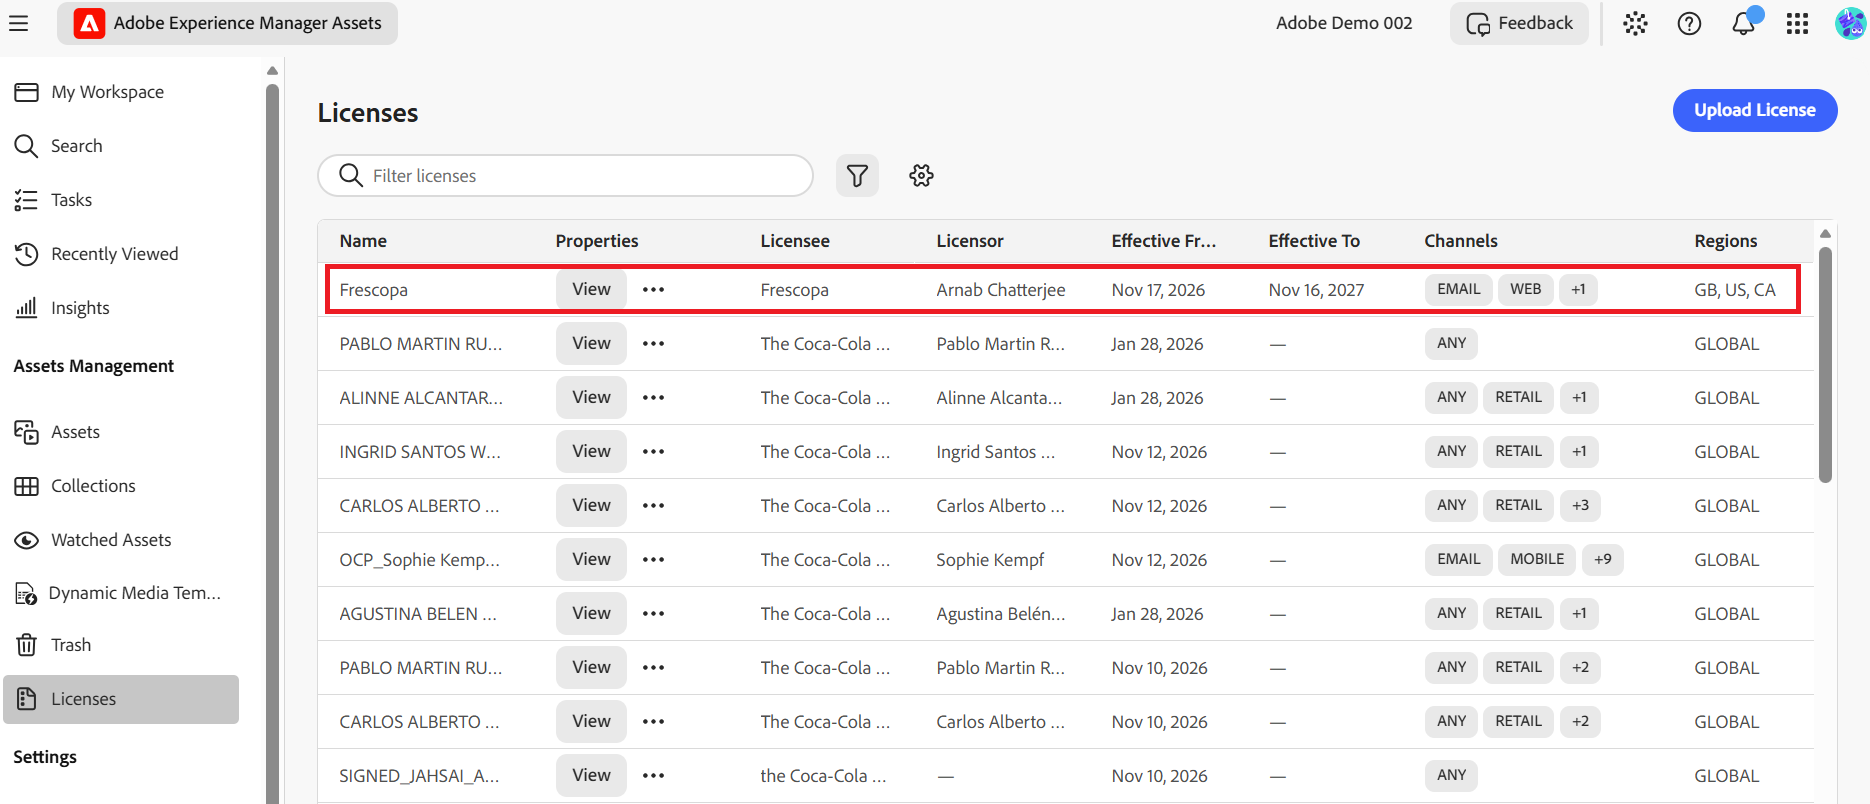 Adobe Experience Manager Assets
Adobe Demo 002
Feedback
My Workspace
Search
Tasks
Recently Viewed
Insights
Assets Management
Assets
Collections
Watched Assets
Dynamic Media Tem...
Trash
Licenses
Settings
Licenses
Upload License
Filter licenses
Name Properties Licensee Licensor Effective Fr... Effective To Channels Regions
Frescopa View ••• Frescopa Arnab Chatterjee Nov 17, 2026 Nov 16, 2027 EMAIL WEB +1 GB, US, CA
PABLO MARTIN RU... View ••• The Coca-Cola ... Pablo Martin R... Jan 28, 2026 — ANY GLOBAL
ALINNE ALCANTAR... View ••• The Coca-Cola ... Alinne Alcanta... Jan 28, 2026 — ANY RETAIL +1 GLOBAL
INGRID SANTOS W... View ••• The Coca-Cola ... Ingrid Santos ... Nov 12, 2026 — ANY RETAIL +1 GLOBAL
CARLOS ALBERTO ... View ••• The Coca-Cola ... Carlos Alberto ... Nov 12, 2026 — ANY RETAIL +3 GLOBAL
OCP_Sophie Kemp... View ••• The Coca-Cola ... Sophie Kempf Nov 12, 2026 — EMAIL MOBILE +9 GLOBAL
AGUSTINA BELEN ... View ••• The Coca-Cola ... Agustina Belén... Jan 28, 2026 — ANY RETAIL +1 GLOBAL
PABLO MARTIN RU... View ••• The Coca-Cola ... Pablo Martin R... Nov 10, 2026 — ANY RETAIL +2 GLOBAL
CARLOS ALBERTO ... View ••• The Coca-Cola ... Carlos Alberto ... Nov 10, 2026 — ANY RETAIL +2 GLOBAL
SIGNED_JAHSAI_A... View ••• the Coca-Cola ... — Nov 10, 2026 — ANY GLOBAL